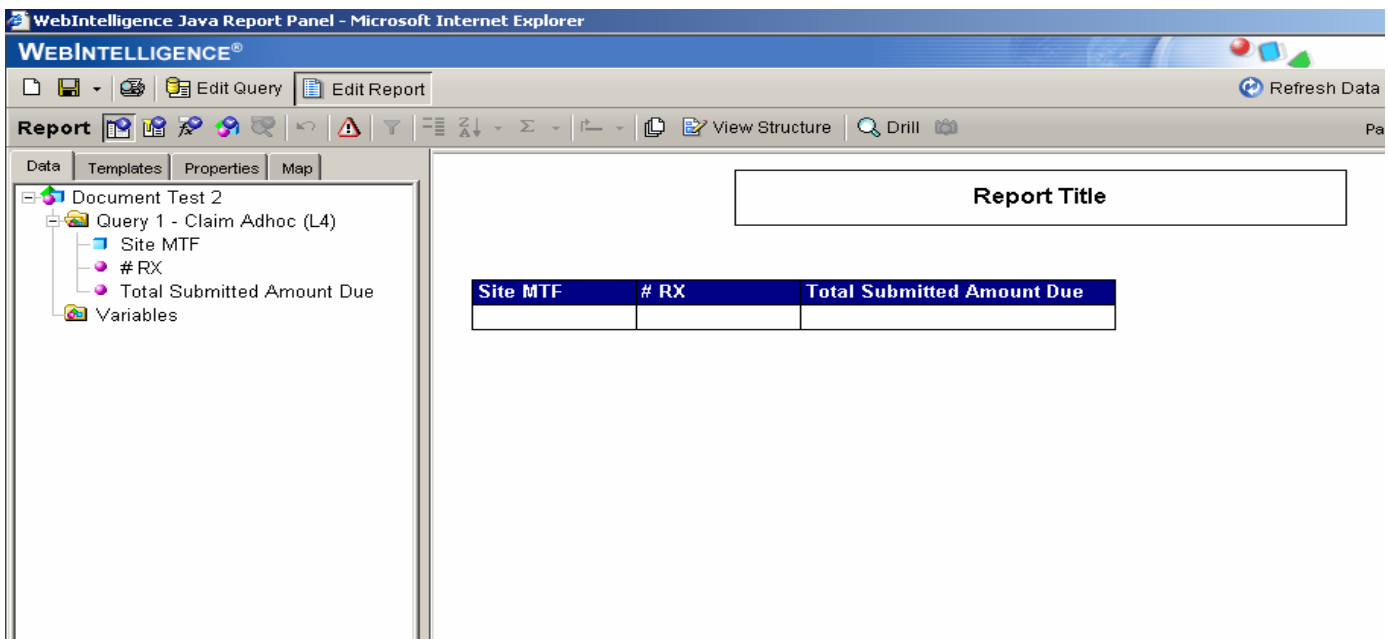 WebIntelligence Java Report Panel - Microsoft Internet Explorer
WEBINTELLIGENCE®
Edit Query Edit Report Refresh Data
Report View Structure Drill Pa
Data Templates Properties Map
Document Test 2
Query 1 - Claim Adhoc (L4)
Site MTF
# RX
Total Submitted Amount Due
Variables
Report Title
Site MTF # RX Total Submitted Amount Due